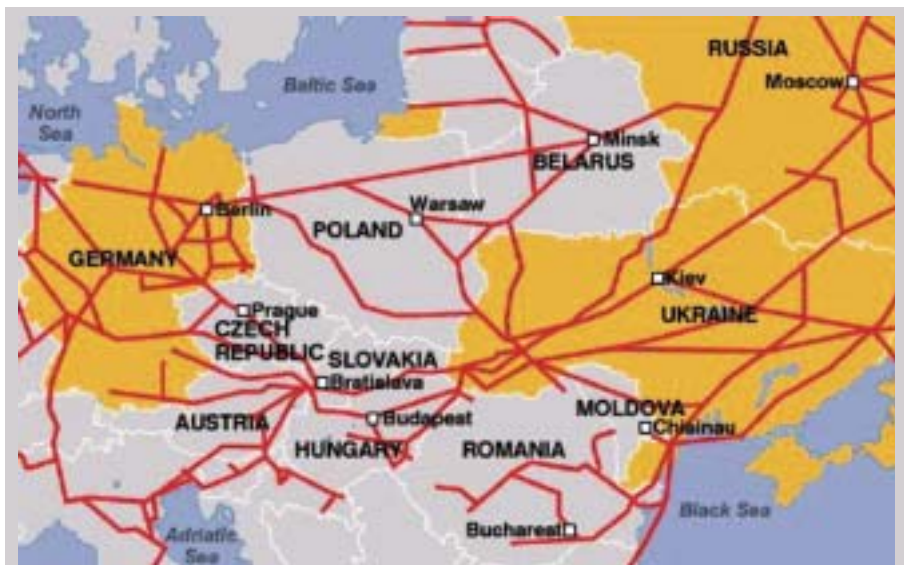 RUSSIA
Moscow
Baltic Sea
North
Sea
Minsk
BELARUS
Berlin
Warsaw
POLAND
GERMANY
Kiev
UKRAINE
Prague
CZECH
REPUBLIC
SLOVAKIA
Bratislava
AUSTRIA
Budapest
HUNGARY
ROMANIA
MOLDOVA
Chisinau
Black Sea
Bucharest
Adriatic
Sea